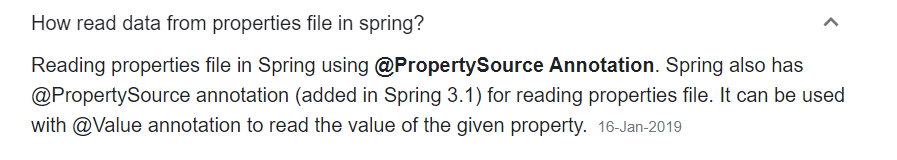 How read data from properties file in spring?
Reading properties file in Spring using @PropertySource Annotation. Spring also has
@PropertySource annotation (added in Spring 3.1) for reading properties file. It can be used
with @Value annotation to read the value of the given property. 16-Jan-2019